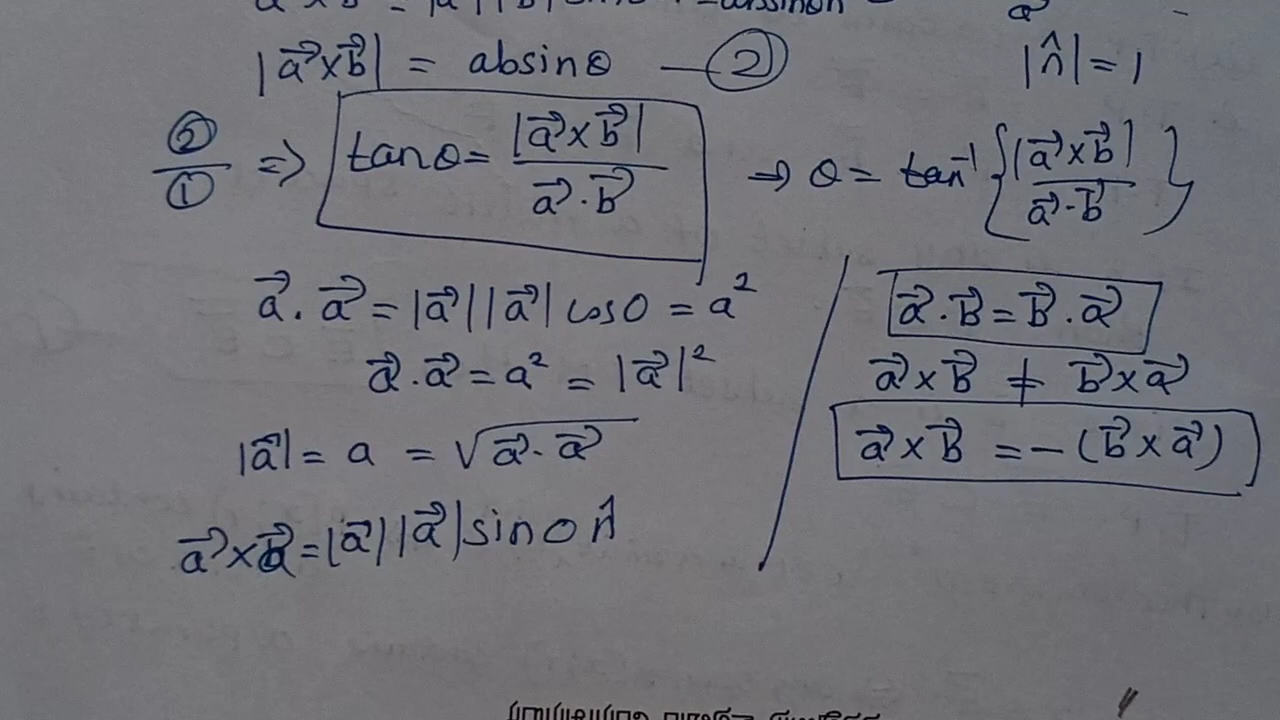 |a⃗×b⃗| = absinθ —②
|n̂| = 1
②/① ⇒ tanθ = |a⃗×b⃗| / a⃗·b⃗ → θ = tan⁻¹ { |a⃗×b⃗| / a⃗·b⃗ }
a⃗·a⃗ = |a⃗||a⃗| cos0 = a²
a⃗·a⃗ = a² = |a⃗|²
|a⃗| = a = √a⃗·a⃗
a⃗×a⃗ = |a⃗||a⃗|sin0 n̂
a⃗·b⃗ = b⃗·a⃗
a⃗×b⃗ ≠ b⃗×a⃗
a⃗×b⃗ = −(b⃗×a⃗)